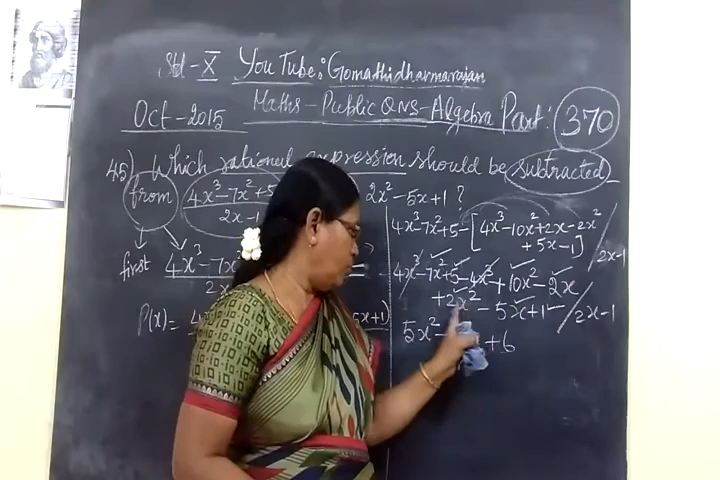 Std - X YouTube: Gomathidharmarajan
Oct - 2015 Maths - Public QNS - Algebra Part: 370
45) Which rational expression should be subtracted
from 4x³-7x²+5 2x²-5x+1 ?
2x-1
first 4x³-7x
2x
P(x)= 5x+1)
4x³-7x²+5-[4x³-10x²+2x-2x²
+5x-1] / 2x-1
4x³-7x²+5-4x³+10x²-2x
+2x²-5x+1 / 2x-1
5x²- +6